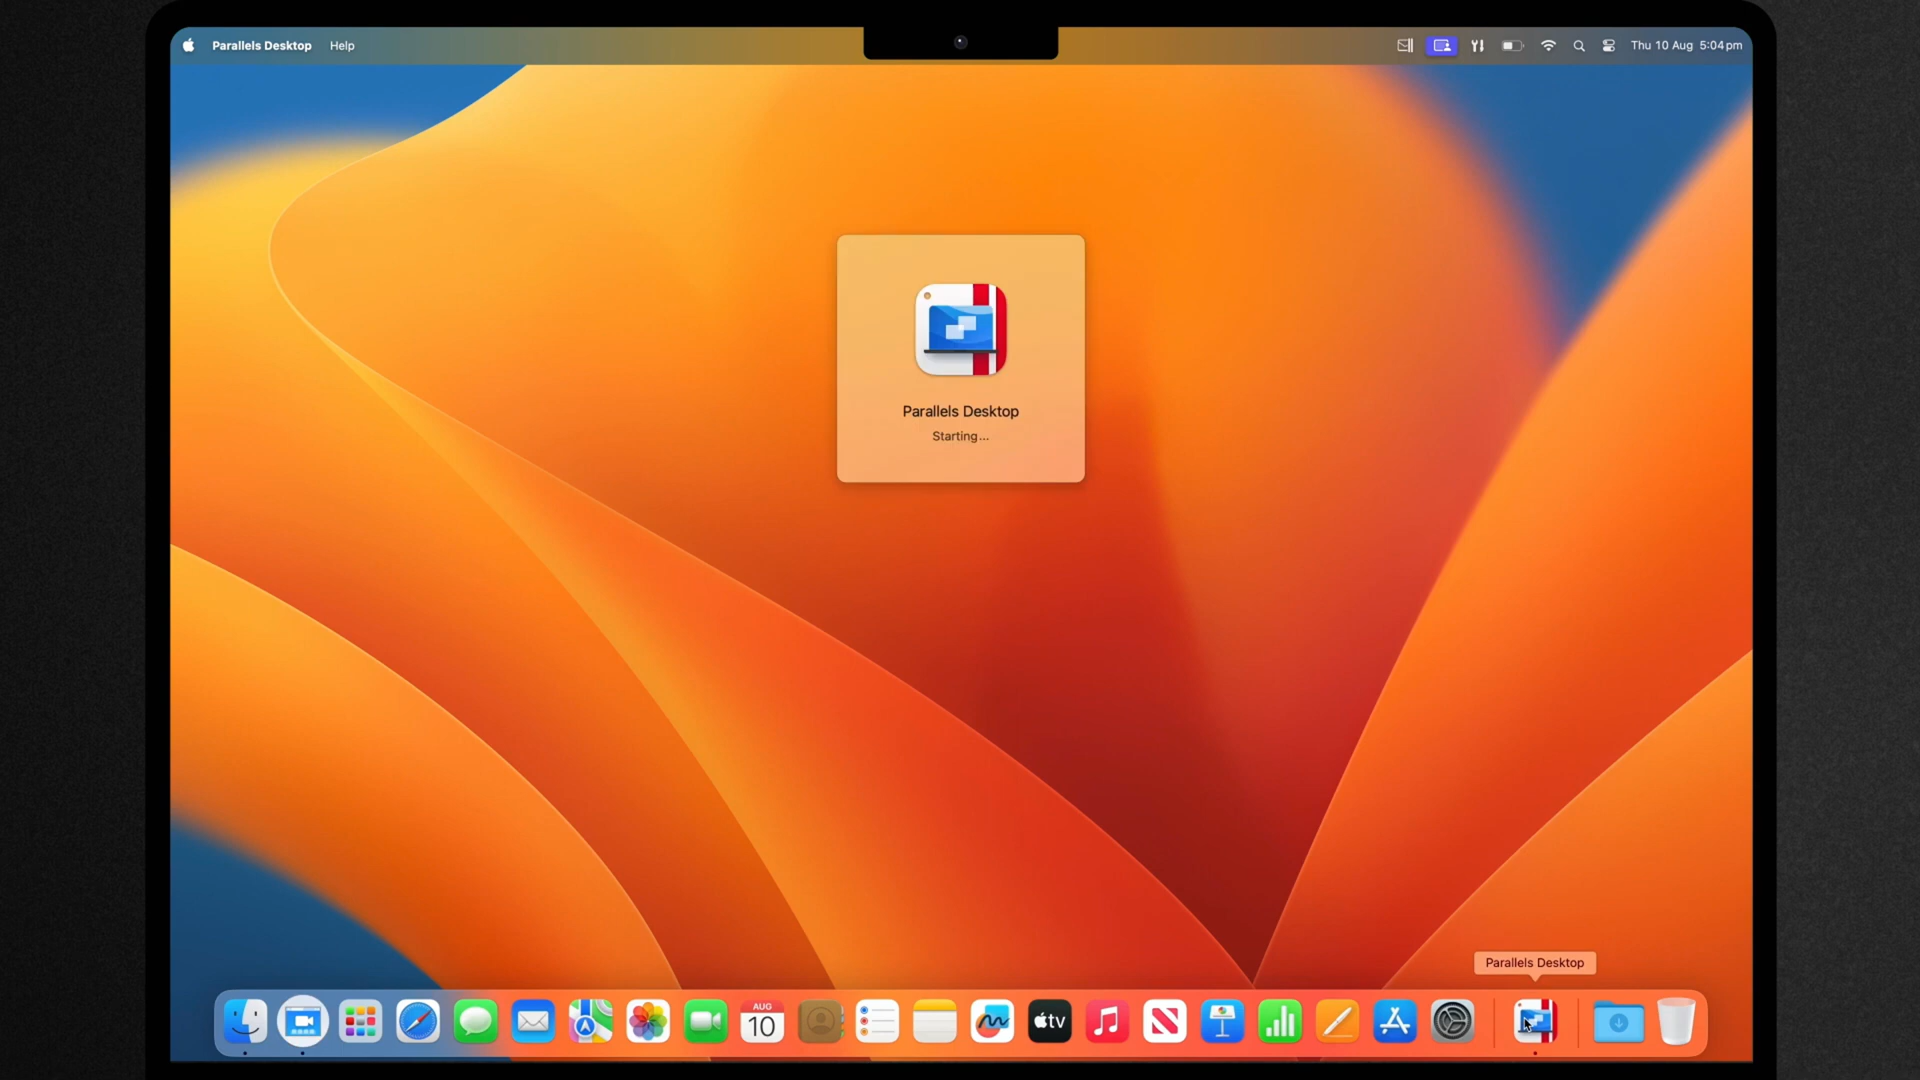 Parallels Desktop Help Thu 10 Aug 5:04 pm
Parallels Desktop
Starting...
Parallels Desktop
AUG
10
tv